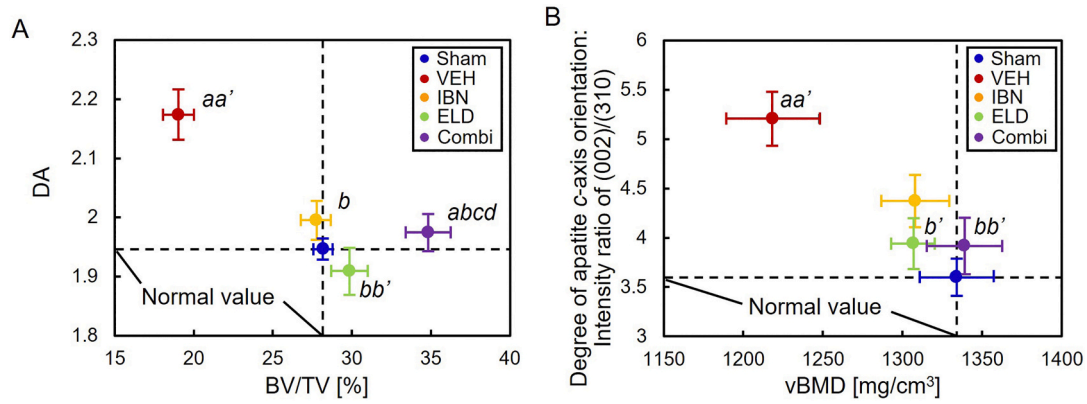 A
DA
2.3
2.2
2.1
2
1.9
1.8
15
20
25
30
35
40
BV/TV [%]
Sham
VEH
IBN
ELD
Combi
aa’
b
abcd
bb’
Normal value
B
Degree of apatite c-axis orientation:
Intensity ratio of (002)/(310)
6
5.5
5
4.5
4
3.5
3
1150
1200
1250
1300
1350
1400
vBMD [mg/cm³]
Sham
VEH
IBN
ELD
Combi
aa’
b’
bb’
Normal value